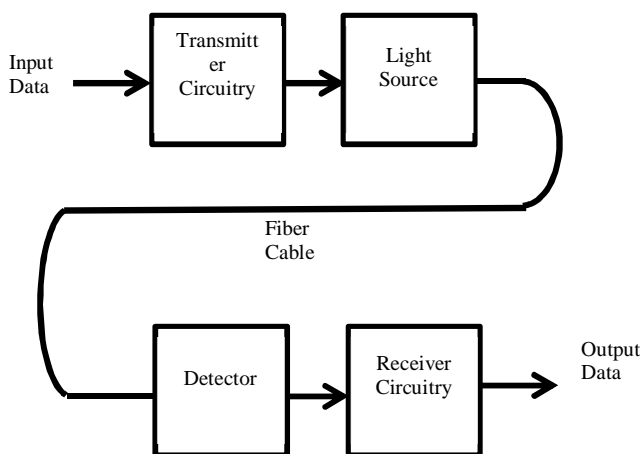 Input
Data
Transmitt
er
Circuitry
Light
Source
Fiber
Cable
Detector
Receiver
Circuitry
Output
Data